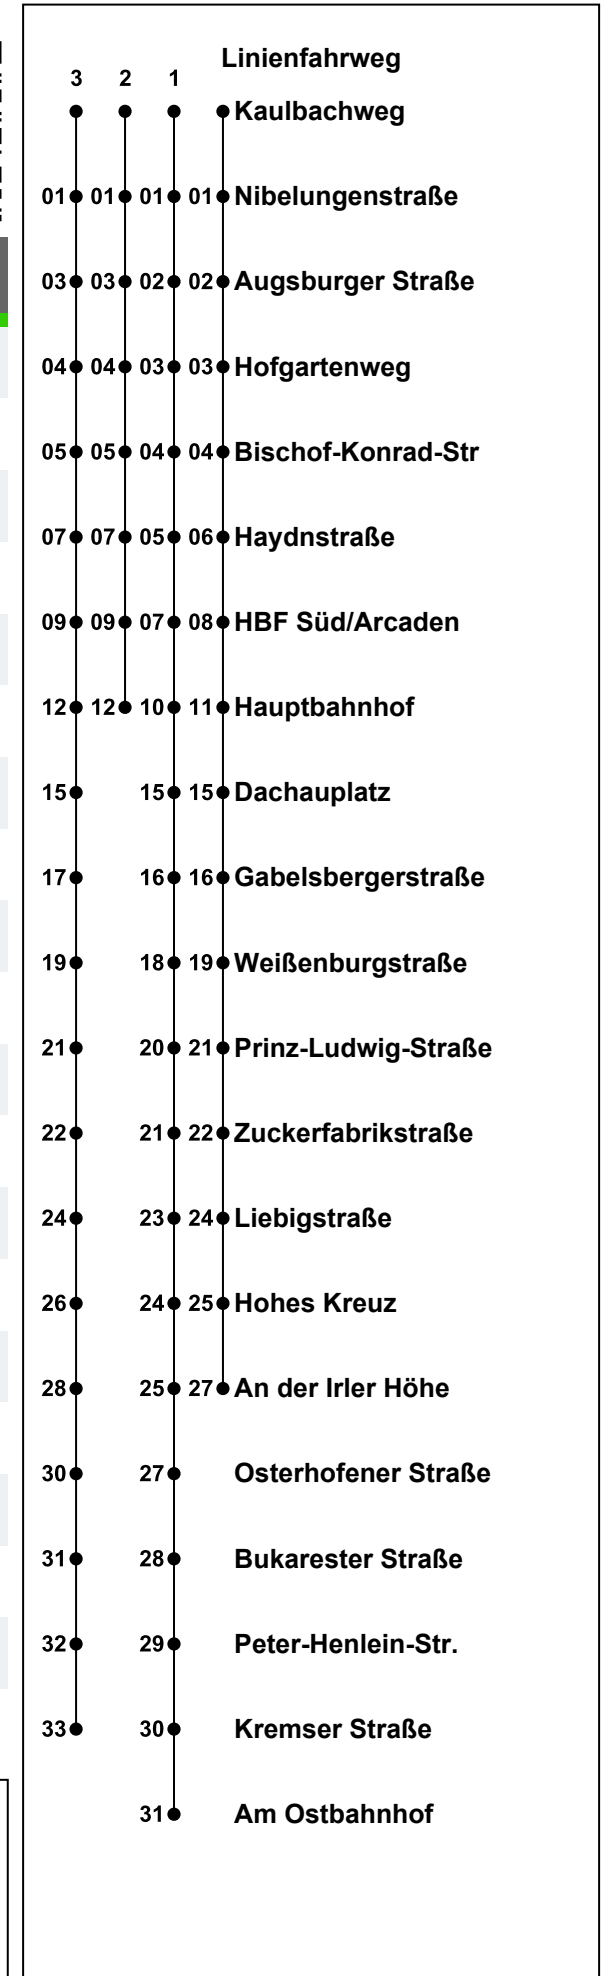 Linienfahrweg
3 2 1
Kaulbachweg
01 01 01 01 Nibelungenstraße
03 03 02 02 Augsburger Straße
04 04 03 03 Hofgartenweg
05 05 04 04 Bischof-Konrad-Str
07 07 05 06 Haydnstraße
09 09 07 08 HBF Süd/Arcaden
12 12 10 11 Hauptbahnhof
15 15 15 Dachauplatz
17 16 16 Gabelsbergerstraße
19 18 19 Weißenburgstraße
21 20 21 Prinz-Ludwig-Straße
22 21 22 Zuckerfabrikstraße
24 23 24 Liebigstraße
26 24 25 Hohes Kreuz
28 25 27 An der Irler Höhe
30 27 Osterhofener Straße
31 28 Bukarester Straße
32 29 Peter-Henlein-Str.
33 30 Kremser Straße
31 Am Ostbahnhof